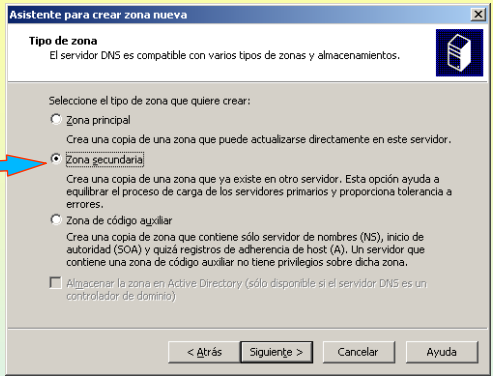 Asistente para crear zona nueva
Tipo de zona
El servidor DNS es compatible con varios tipos de zonas y almacenamientos.
Seleccione el tipo de zona que quiere crear:
Zona principal
Crea una copia de una zona que puede actualizarse directamente en este servidor.
Zona secundaria
Crea una copia de una zona que ya existe en otro servidor. Esta opción ayuda a
equilibrar el proceso de carga de los servidores primarios y proporciona tolerancia a
errores.
Zona de código auxiliar
Crea una copia de zona que contiene sólo servidor de nombres (NS), inicio de
autoridad (SOA) y quizá registros de adherencia de host (A). Un servidor que
contiene una zona de código auxiliar no tiene privilegios sobre dicha zona.
Almacenar la zona en Active Directory (sólo disponible si el servidor DNS es un
controlador de dominio)
< Atrás Siguiente > Cancelar Ayuda